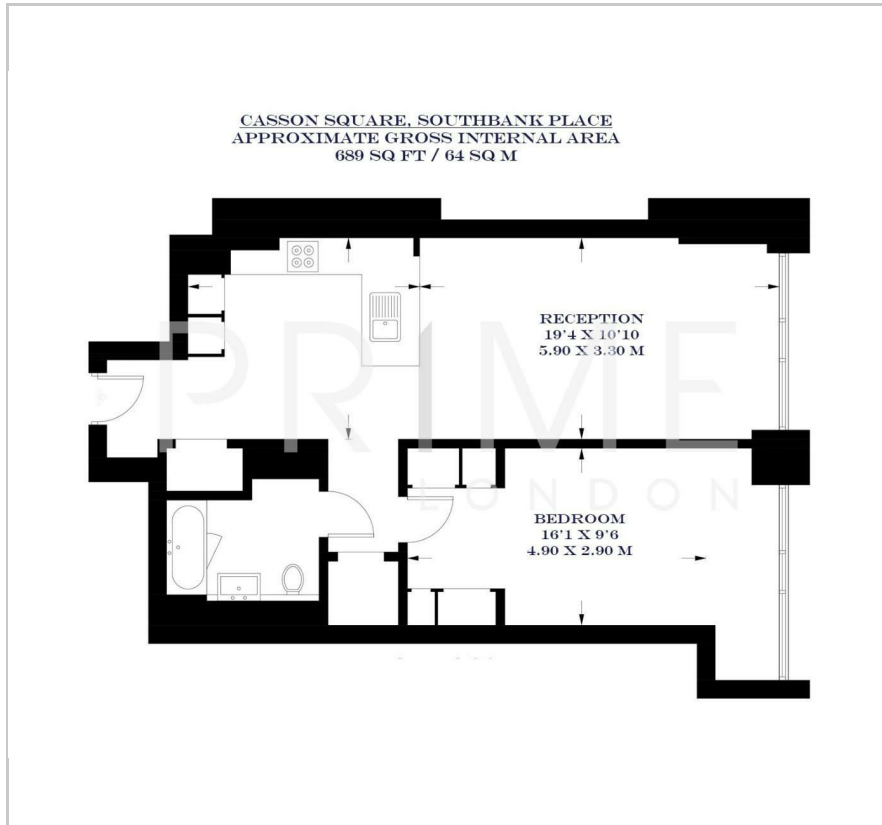 CASSON SQUARE, SOUTHBANK PLACE
APPROXIMATE GROSS INTERNAL AREA
689 SQ FT / 64 SQ M
RECEPTION
19'4 X 10'10
5.90 X 3.30 M
PRIME
LONDON
BEDROOM
16'1 X 9'6
4.90 X 2.90 M